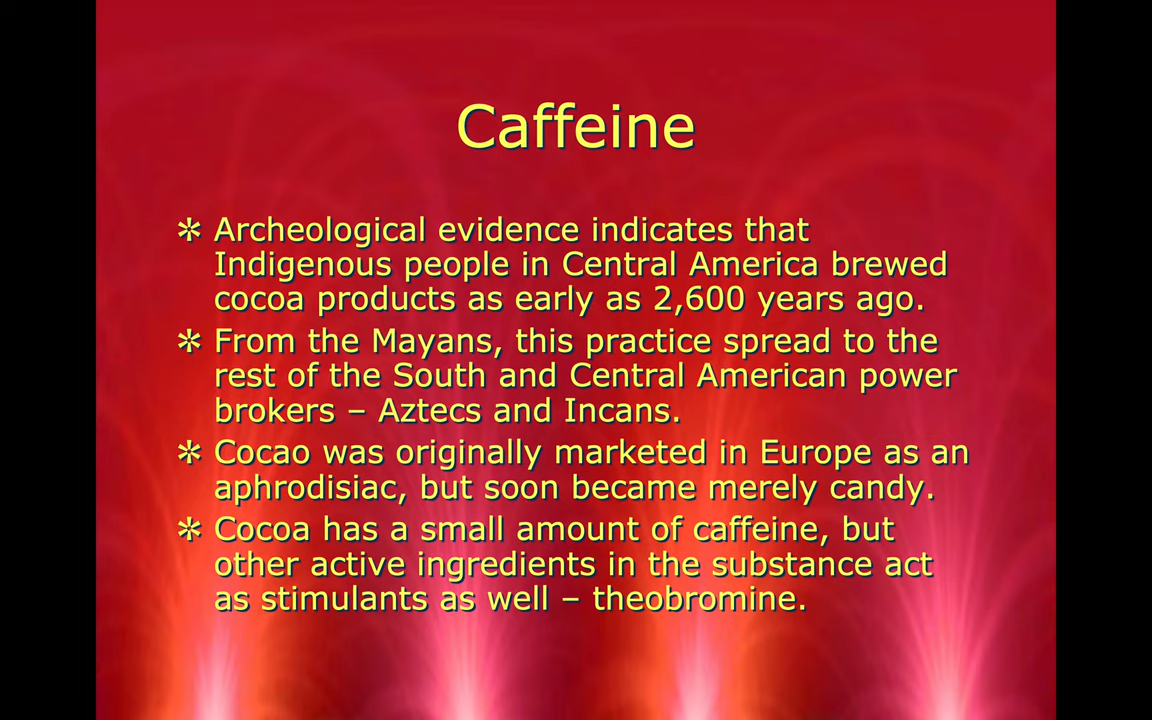 Caffeine
✲ Archeological evidence indicates that
Indigenous people in Central America brewed
cocoa products as early as 2,600 years ago.
✲ From the Mayans, this practice spread to the
rest of the South and Central American power
brokers – Aztecs and Incans.
✲ Cocao was originally marketed in Europe as an
aphrodisiac, but soon became merely candy.
✲ Cocoa has a small amount of caffeine, but
other active ingredients in the substance act
as stimulants as well – theobromine.